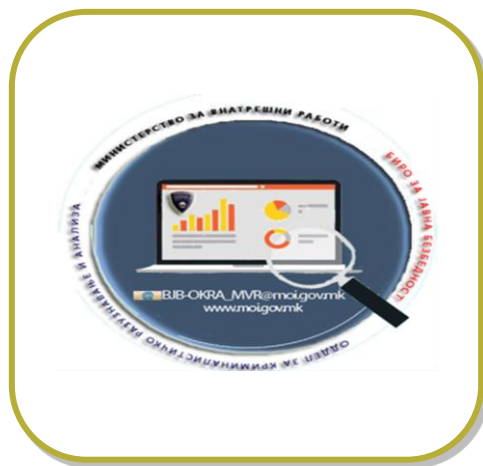 МИНИСТЕРСТВО ЗА ВНАТРЕШНИ РАБОТИ
БИРО ЗА ЈАВНА БЕЗБЕДНОСТ
BJB-OKRA_MVR@moi.gov.mk
www.moi.gov.mk
ОДДЕЛ ЗА КРИМИНАЛИСТИЧКО РАЗУЗНАВАЊЕ И АНАЛИЗА